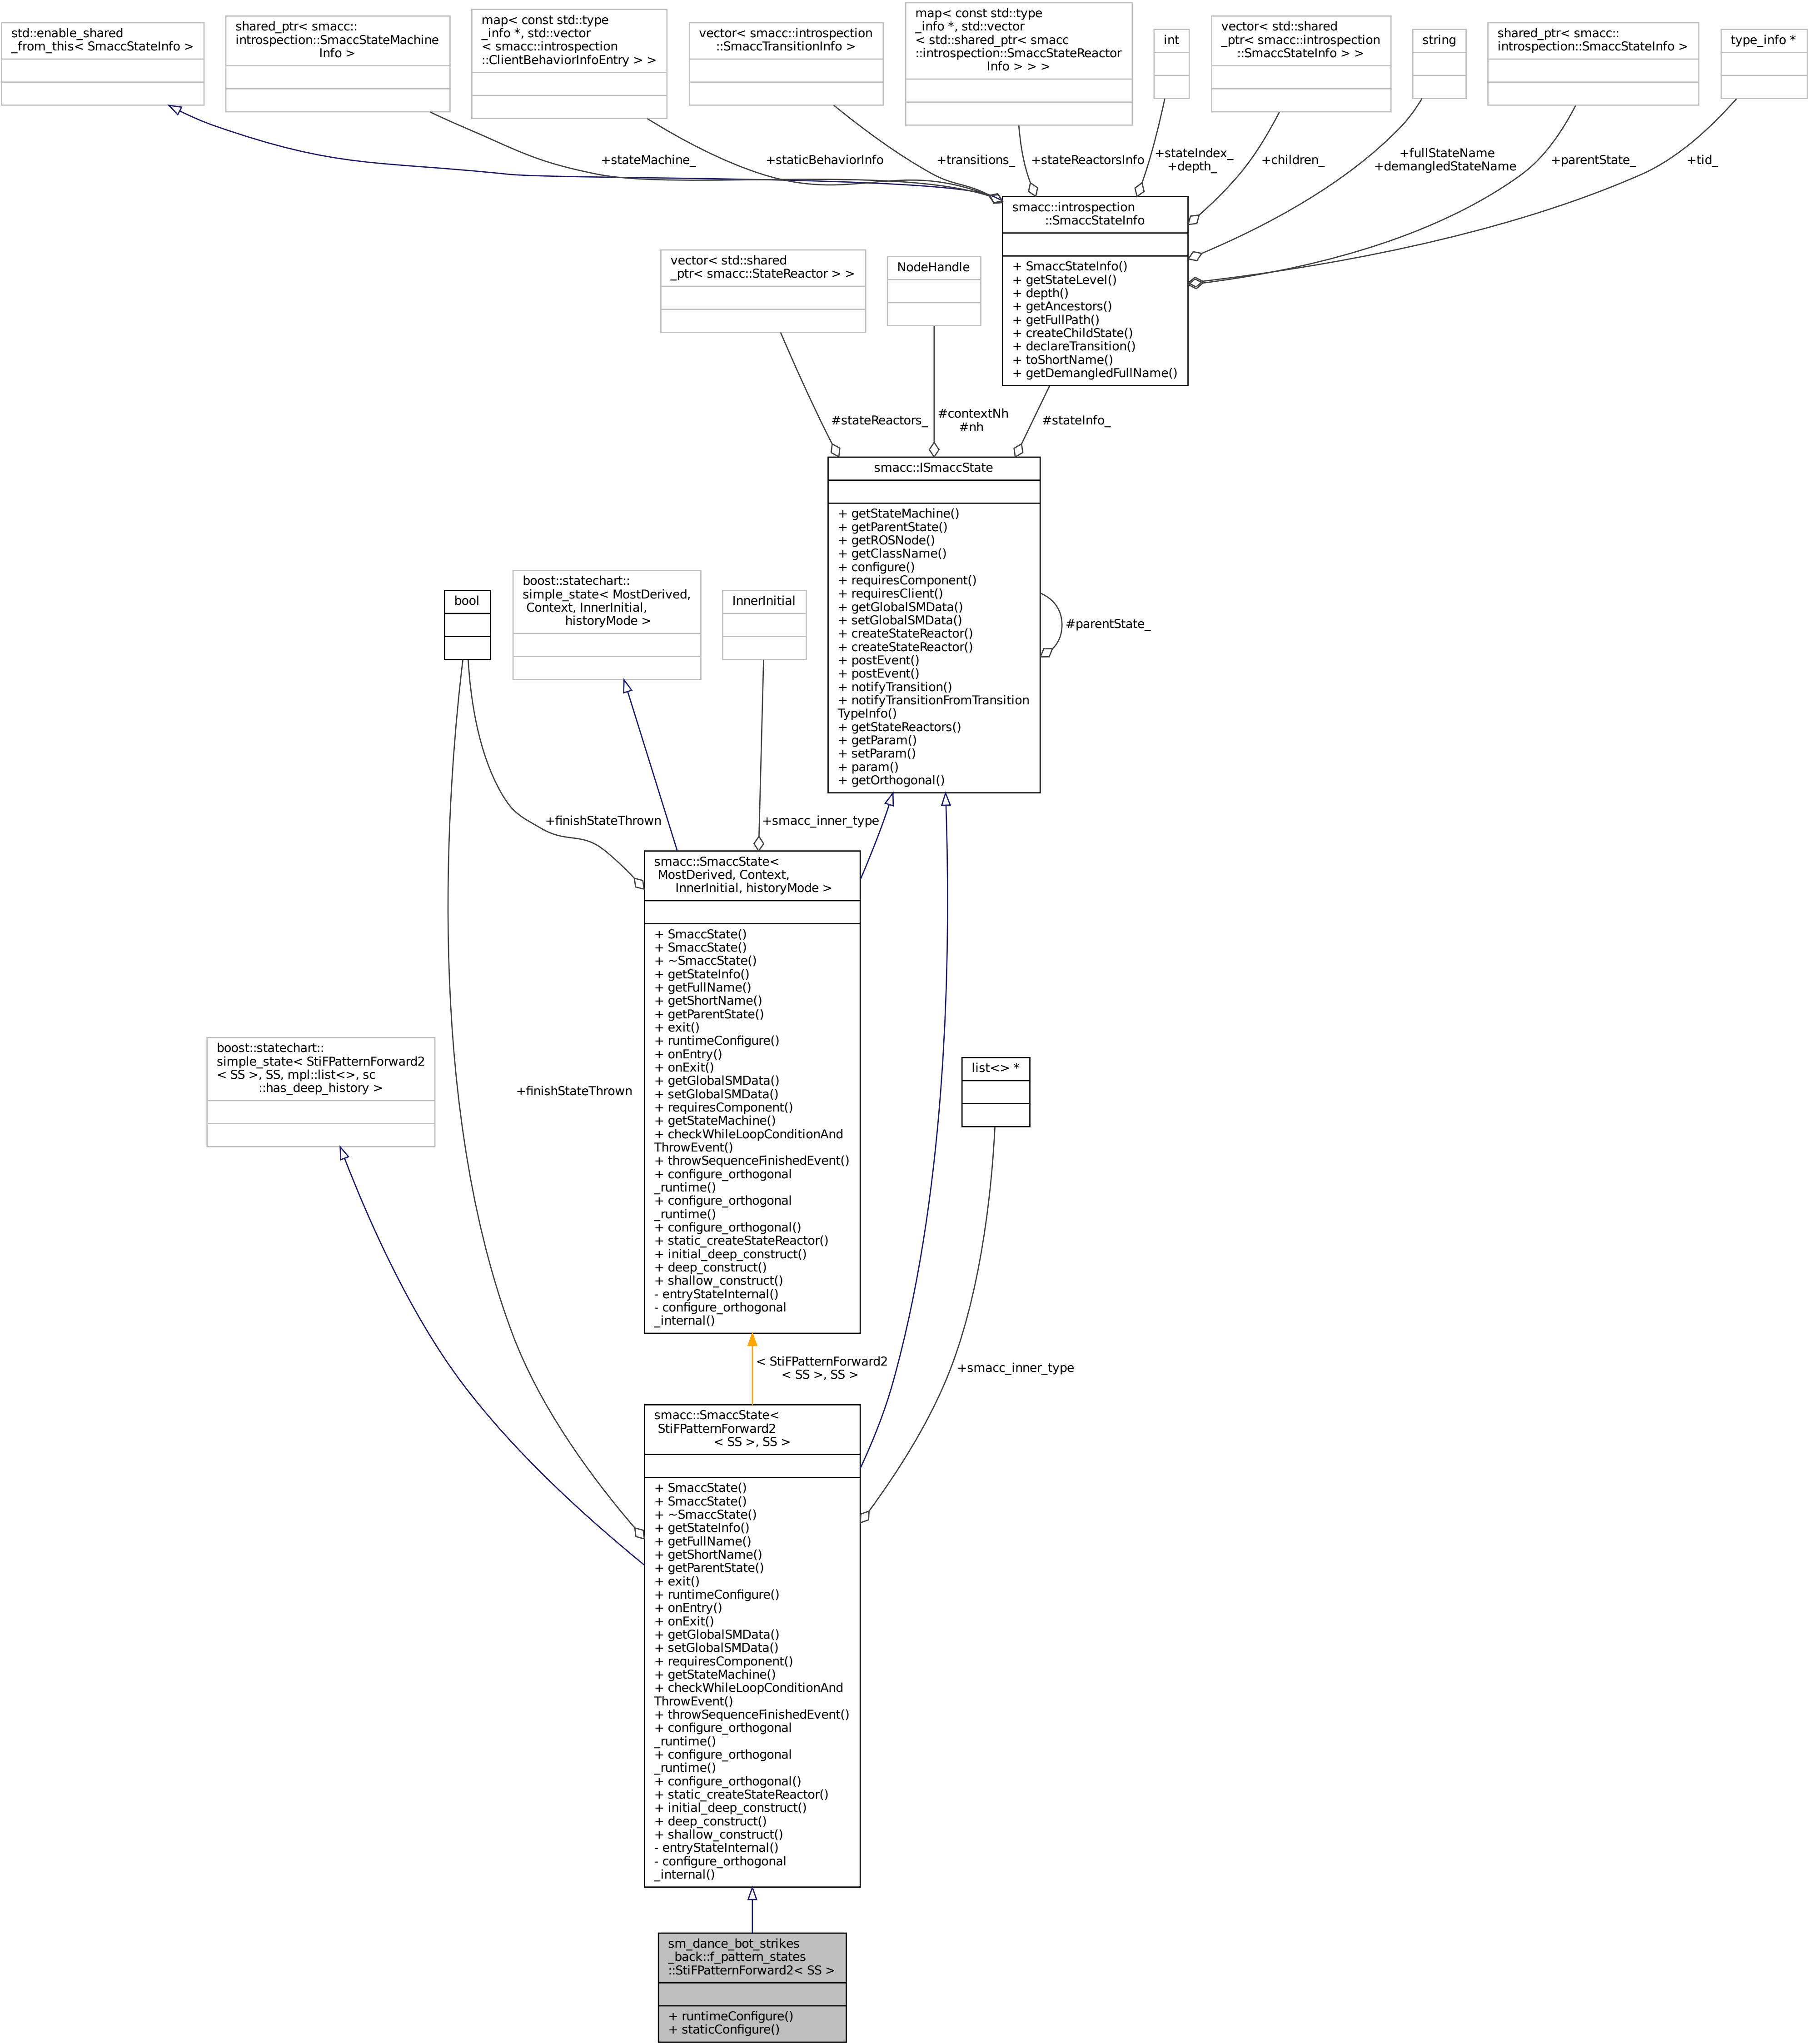 std::enable_shared
_from_this< SmaccStateInfo >
shared_ptr< smacc::
introspection::SmaccStateMachine
Info >
map< const std::type
_info *, std::vector
< smacc::introspection
::ClientBehaviorInfoEntry > >
vector< smacc::introspection
::SmaccTransitionInfo >
map< const std::type
_info *, std::vector
< std::shared_ptr< smacc
::introspection::SmaccStateReactor
Info > > >
int
vector< std::shared
_ptr< smacc::introspection
::SmaccStateInfo > >
string
shared_ptr< smacc::
introspection::SmaccStateInfo >
type_info *
+stateMachine_
+staticBehaviorInfo
+transitions_
+stateReactorsInfo
+stateIndex_
+depth_
+children_
+fullStateName
+demangledStateName
+parentState_
+tid_
smacc::introspection
::SmaccStateInfo
+ SmaccStateInfo()
+ getStateLevel()
+ depth()
+ getAncestors()
+ getFullPath()
+ createChildState()
+ declareTransition()
+ toShortName()
+ getDemangledFullName()
vector< std::shared
_ptr< smacc::StateReactor > >
NodeHandle
#stateReactors_
#contextNh
#nh
#stateInfo_
smacc::ISmaccState
+ getStateMachine()
+ getParentState()
+ getROSNode()
+ getClassName()
+ configure()
+ requiresComponent()
+ requiresClient()
+ getGlobalSMData()
+ setGlobalSMData()
+ createStateReactor()
+ createStateReactor()
+ postEvent()
+ postEvent()
+ notifyTransition()
+ notifyTransitionFromTransition
TypeInfo()
+ getStateReactors()
+ getParam()
+ setParam()
+ param()
+ getOrthogonal()
#parentState_
bool
boost::statechart::
simple_state< MostDerived,
Context, InnerInitial,
historyMode >
InnerInitial
+finishStateThrown
+smacc_inner_type
smacc::SmaccState<
MostDerived, Context,
InnerInitial, historyMode >
+ SmaccState()
+ SmaccState()
+ ~SmaccState()
+ getStateInfo()
+ getFullName()
+ getShortName()
+ getParentState()
+ exit()
+ runtimeConfigure()
+ onEntry()
+ onExit()
+ getGlobalSMData()
+ setGlobalSMData()
+ requiresComponent()
+ getStateMachine()
+ checkWhileLoopConditionAnd
ThrowEvent()
+ throwSequenceFinishedEvent()
+ configure_orthogonal
_runtime()
+ configure_orthogonal
_runtime()
+ configure_orthogonal()
+ static_createStateReactor()
+ initial_deep_construct()
+ deep_construct()
+ shallow_construct()
- entryStateInternal()
- configure_orthogonal
_internal()
boost::statechart::
simple_state< StiFPatternForward2
< SS >, SS, mpl::list<>, sc
::has_deep_history >
+finishStateThrown
list<> *
< StiFPatternForward2
< SS >, SS >
+smacc_inner_type
smacc::SmaccState<
StiFPatternForward2
< SS >, SS >
+ SmaccState()
+ SmaccState()
+ ~SmaccState()
+ getStateInfo()
+ getFullName()
+ getShortName()
+ getParentState()
+ exit()
+ runtimeConfigure()
+ onEntry()
+ onExit()
+ getGlobalSMData()
+ setGlobalSMData()
+ requiresComponent()
+ getStateMachine()
+ checkWhileLoopConditionAnd
ThrowEvent()
+ throwSequenceFinishedEvent()
+ configure_orthogonal
_runtime()
+ configure_orthogonal
_runtime()
+ configure_orthogonal()
+ static_createStateReactor()
+ initial_deep_construct()
+ deep_construct()
+ shallow_construct()
- entryStateInternal()
- configure_orthogonal
_internal()
sm_dance_bot_strikes
_back::f_pattern_states
::StiFPatternForward2< SS >
+ runtimeConfigure()
+ staticConfigure()